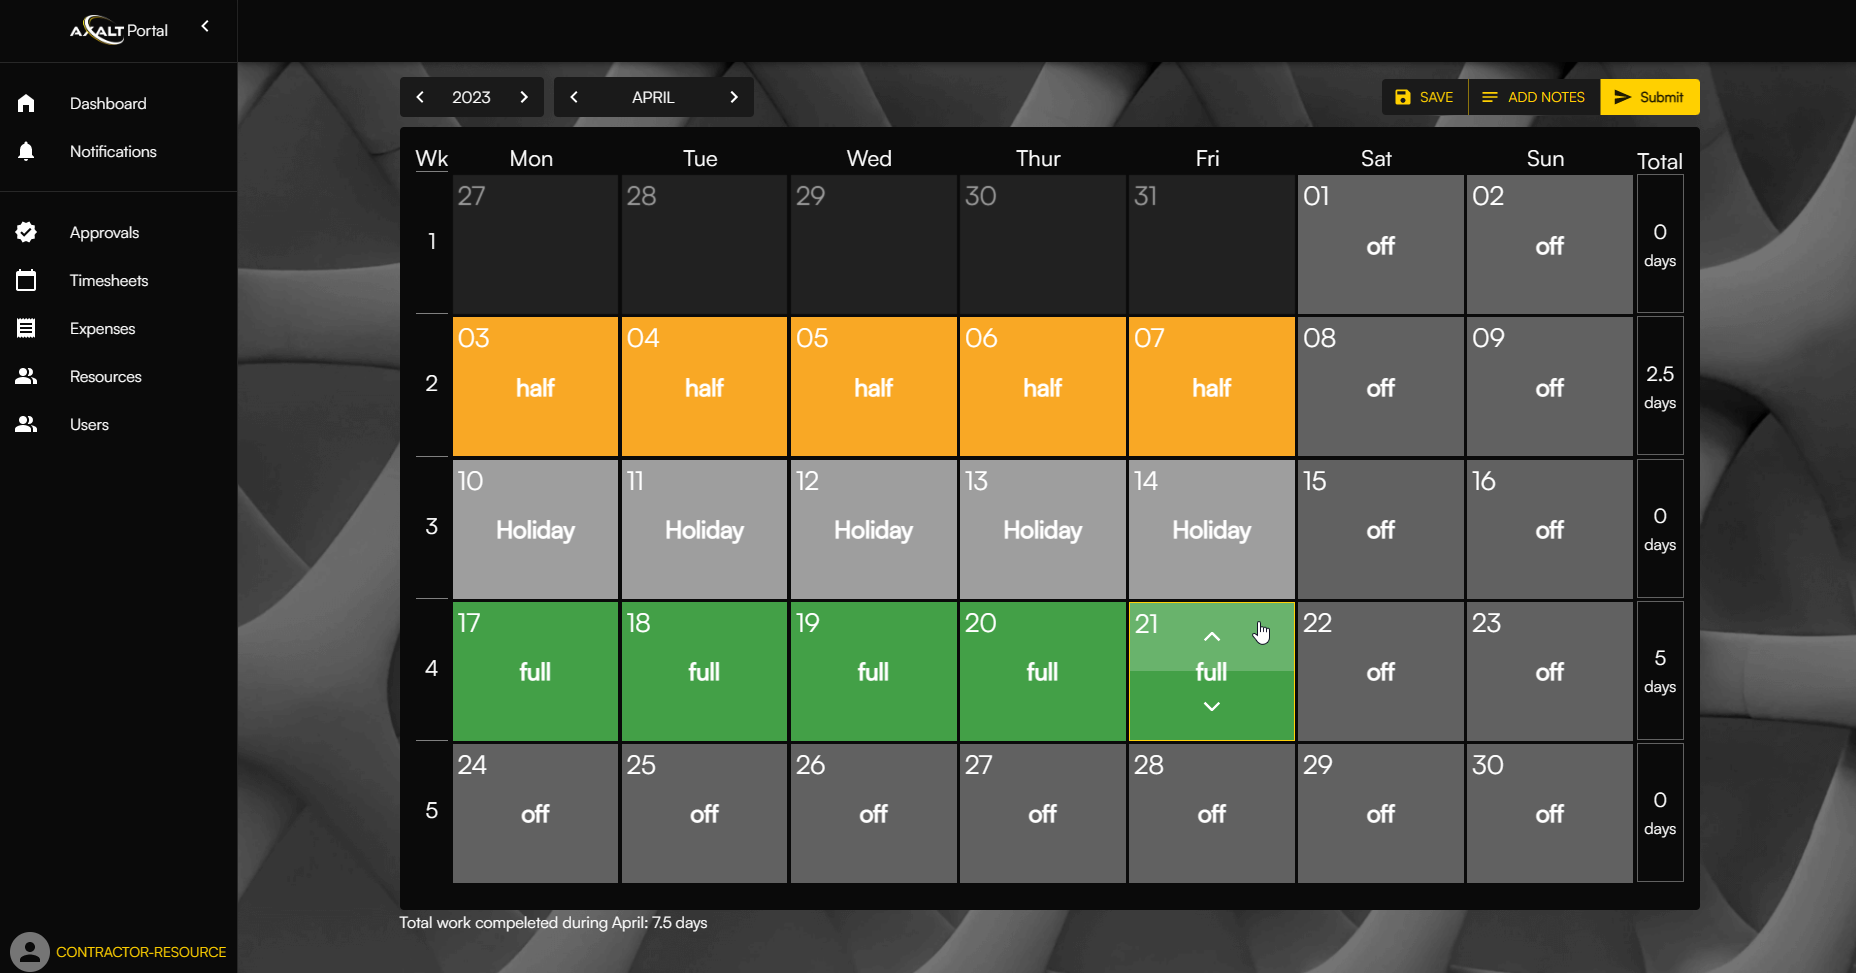 AXALT Portal
Dashboard
Notifications
Approvals
Timesheets
Expenses
Resources
Users
CONTRACTOR-RESOURCE
2023 APRIL SAVE ADD NOTES Submit
Wk Mon Tue Wed Thur Fri Sat Sun Total
27 28 29 30 31 01 02
1 off off 0 days
03 04 05 06 07 08 09
2 half half half half half off off 2.5 days
10 11 12 13 14 15 16
3 Holiday Holiday Holiday Holiday Holiday off off 0 days
17 18 19 20 21 22 23
4 full full full full full off off 5 days
24 25 26 27 28 29 30
5 off off off off off off off 0 days
Total work compeleted during April: 7.5 days